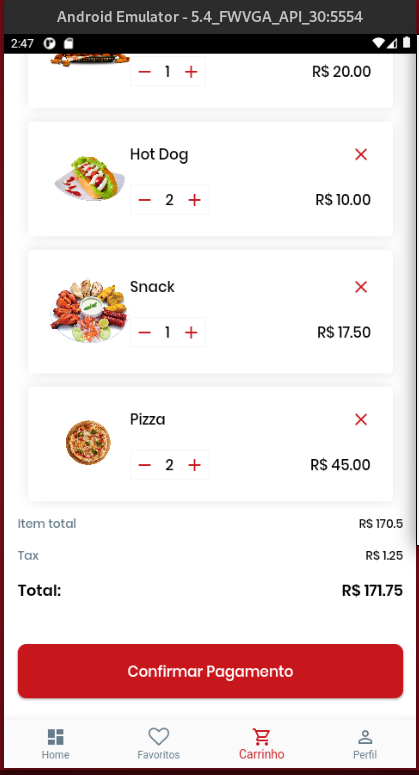 Android Emulator - 5.4_FWVGA_API_30:5554
2:47
1
R$ 20.00
Hot Dog
2
R$ 10.00
Snack
1
R$ 17.50
Pizza
2
R$ 45.00
Item total
R$ 170.5
Tax
R$ 1.25
Total:
R$ 171.75
Confirmar Pagamento
Home
Favoritos
Carrinho
Perfil